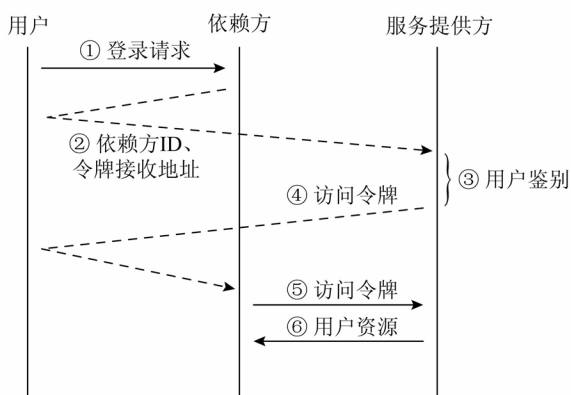 用户
依赖方
服务提供方
① 登录请求
② 依赖方ID、
令牌接收地址
③ 用户鉴别
④ 访问令牌
⑤ 访问令牌
⑥ 用户资源